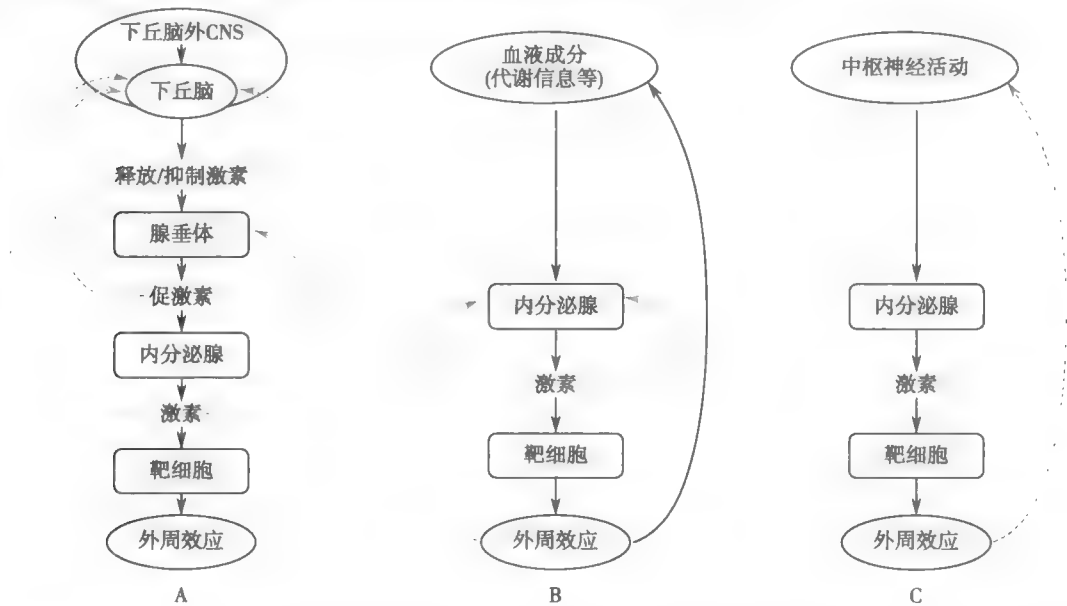 下丘脑外CNS
下丘脑
释放/抑制激素
腺垂体
促激素
内分泌腺
激素
靶细胞
外周效应
A
血液成分
(代谢信息等)
内分泌腺
激素
靶细胞
外周效应
B
中枢神经活动
内分泌腺
激素
靶细胞
外周效应
C